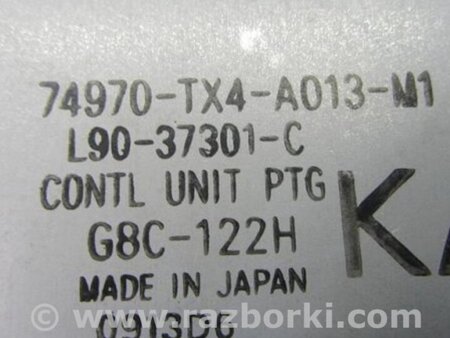 74970-TX4-A013-M1
L90-37301-C
CONTL UNIT PTG
G8C-122H
MADE IN JAPAN
www.razborki.com